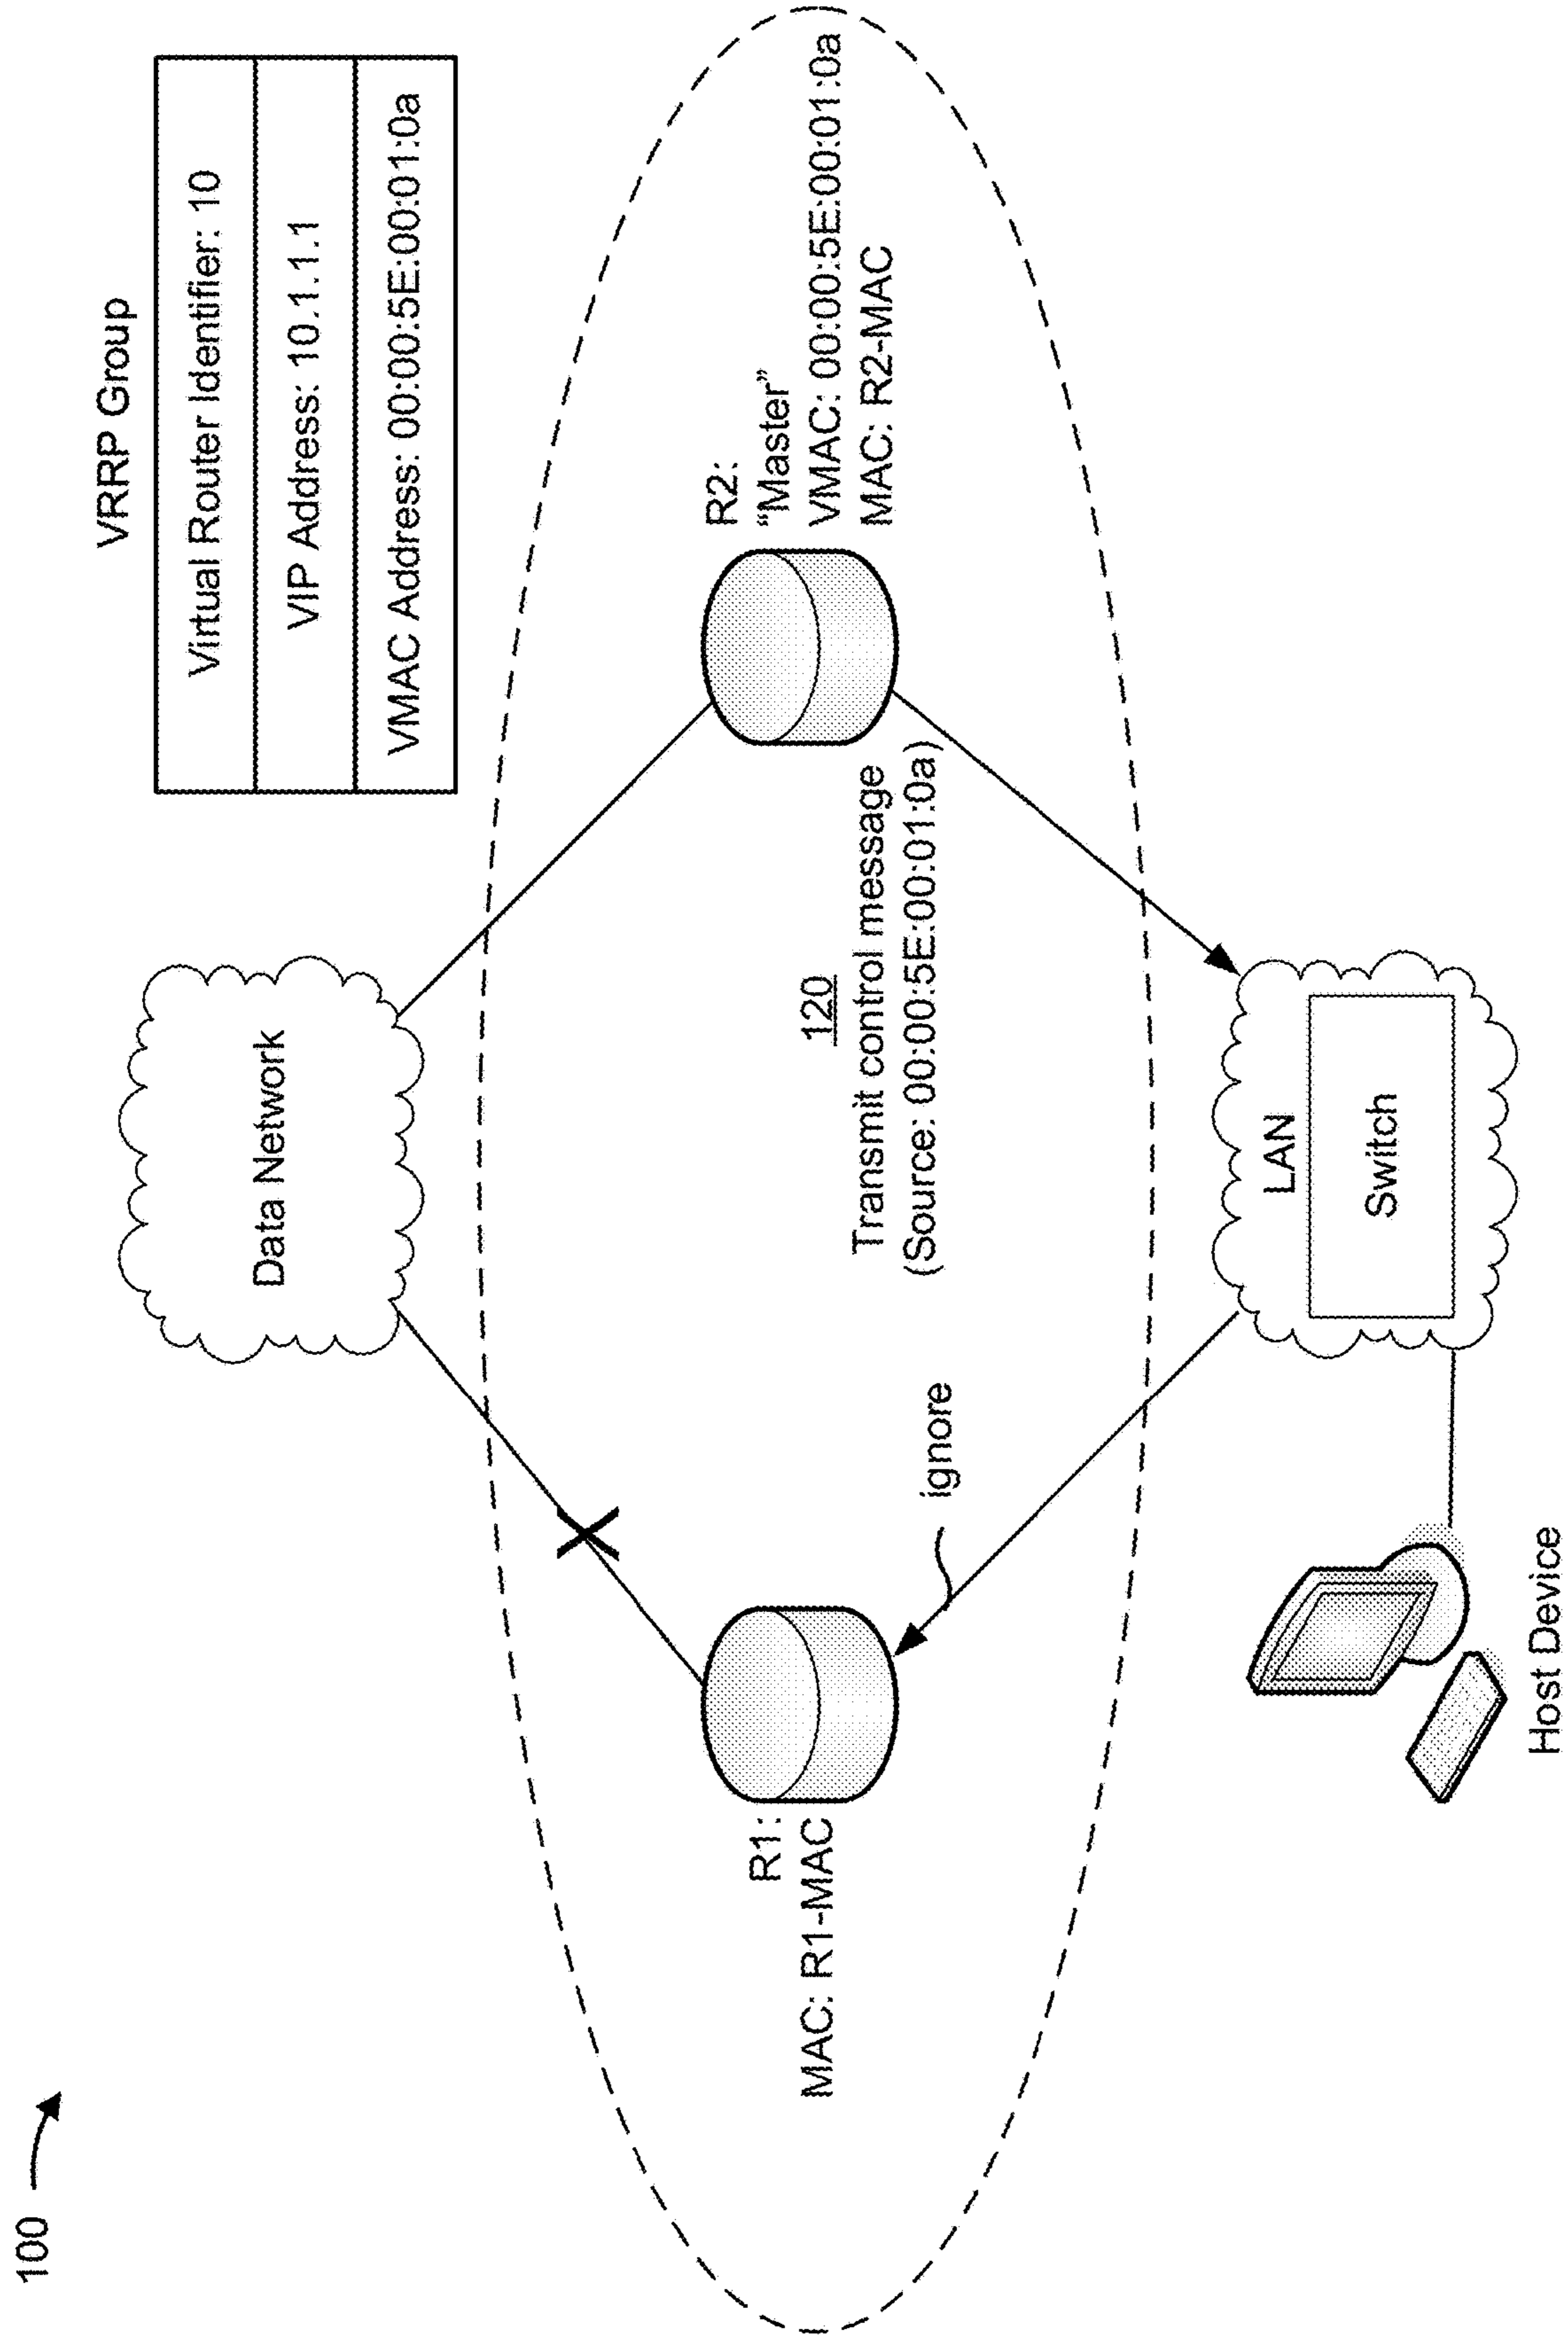 100
VRRP Group
Virtual Router Identifier: 10
VIP Address: 10.1.1.1
VMAC Address: 00:00:5E:00:01:0a
Data Network
R1:
MAC: R1-MAC
R2:
“Master”
VMAC: 00:00:5E:00:01:0a
MAC: R2-MAC
120
Transmit control message
(Source: 00:00:5E:00:01:0a)
ignore
LAN
Switch
Host Device